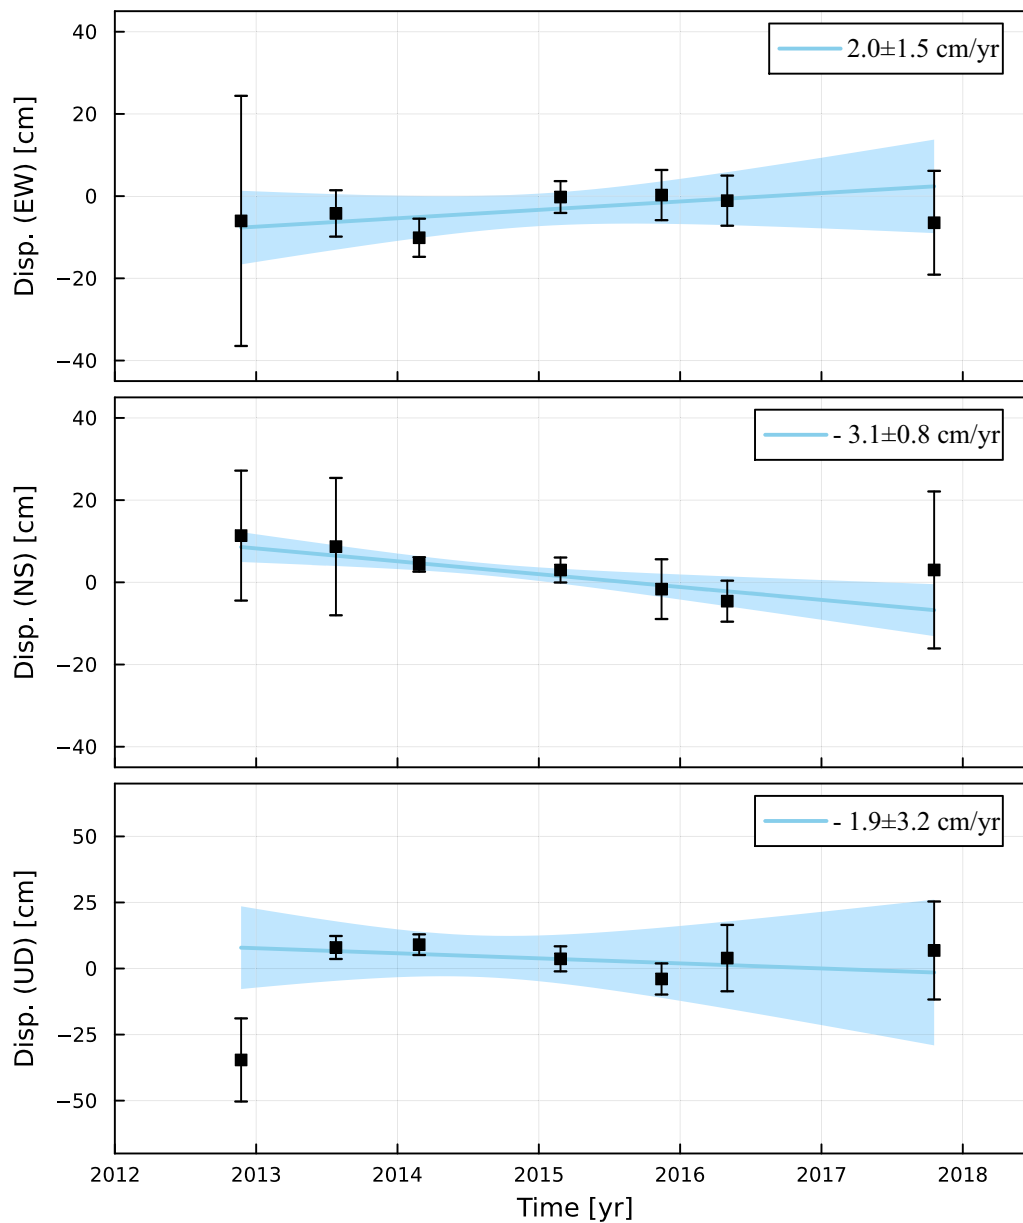 40
20
0
−20
−40
Disp. (EW) [cm]
2.0±1.5 cm/yr
40
20
0
−20
−40
Disp. (NS) [cm]
- 3.1±0.8 cm/yr
50
25
0
−25
−50
Disp. (UD) [cm]
- 1.9±3.2 cm/yr
2012 2013 2014 2015 2016 2017 2018
Time [yr]